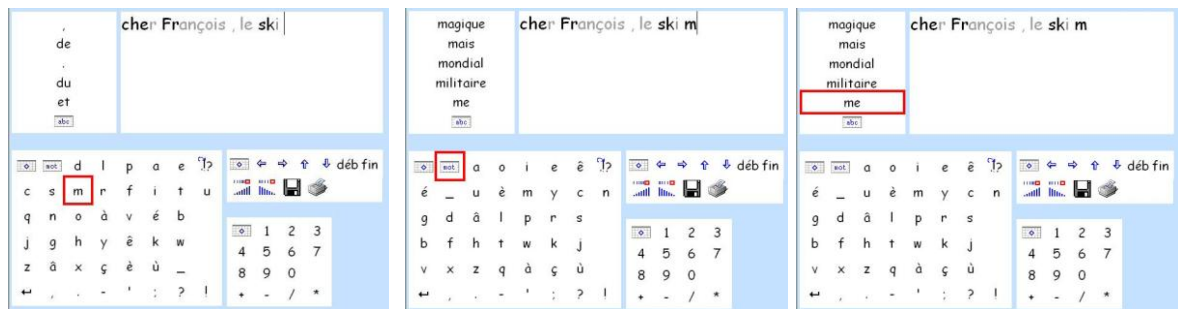 ,
de
.
du
et
abc
cher François , le ski
mot d l p a e ?
déb fin
c s m r f i t u
q n o à v é b
j g h y ê k w
z â x ç è ù _
↵ , . - ' : ? !
1 2 3
4 5 6 7
8 9 0
+ - / *
magique
mais
mondial
militaire
me
abc
cher François , le ski m
mot a o i e ê ?
déb fin
é _ u è m y c n
g d â l p r s
b f h t w k j
v x z q à ç ù
↵ , . - ' : ? !
1 2 3
4 5 6 7
8 9 0
+ - / *
magique
mais
mondial
militaire
me
abc
cher François , le ski m
mot a o i e ê ?
déb fin
é _ u è m y c n
g d â l p r s
b f h t w k j
v x z q à ç ù
↵ , . - ' : ? !
1 2 3
4 5 6 7
8 9 0
+ - / *